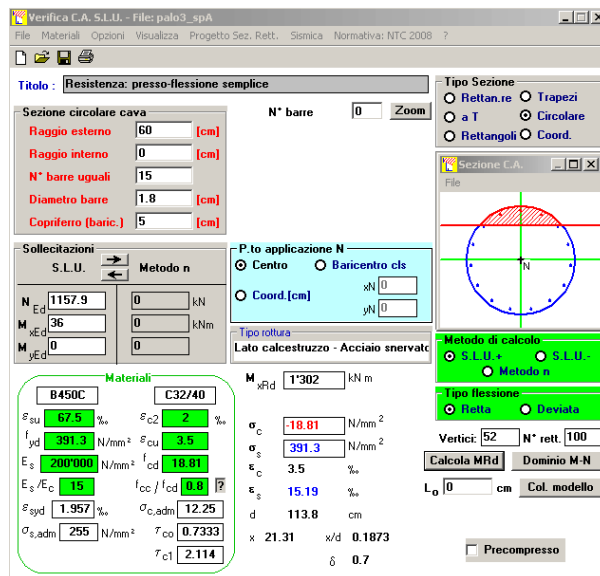 Verifica C.A. S.L.U. - File: palo3_spA
File Materiali Opzioni Visualizza Progetto Sez. Rett. Sismica Normativa: NTC 2008 ?
Titolo : Resistenza: presso-flessione semplice
Tipo Sezione
Rettan.re Trapezi
a T Circolare
Rettangoli Coord.
Sezione circolare cava
Raggio esterno 60 [cm]
Raggio interno 0 [cm]
N° barre uguali 15
Diametro barre 1.8 [cm]
Copriferro (baric.) 5 [cm]
N° barre 0 Zoom
Sezione C.A.
File
N
Sollecitazioni
S.L.U. Metodo n
N Ed 1157.9 0 kN
M xEd 36 0 kNm
M yEd 0 0
P.to applicazione N
Centro Baricentro cls
Coord.[cm] xN 0
yN 0
Tipo rottura
Lato calcestruzzo - Acciaio snervato
Metodo di calcolo
S.L.U.+ S.L.U.-
Metodo n
Tipo flessione
Retta Deviata
Materiali
B450C C32/40
ε su 67.5 ‰ ε c2 2 ‰
f yd 391.3 N/mm² ε cu 3.5 ‰
E s 200'000 N/mm² f cd 18.81
E s /E c 15 f cc / f cd 0.8 ?
ε syd 1.957 ‰ σ c,adm 12.25
σ s,adm 255 N/mm² τ co 0.7333
τ c1 2.114
M xRd 1'302 kN m
σ c -18.81 N/mm²
σ s 391.3 N/mm²
ε c 3.5 ‰
ε s 15.19 ‰
d 113.8 cm
x 21.31 x/d 0.1873
δ 0.7
Vertici: 52 N° rett. 100
Calcola MRd Dominio M-N
L o 0 cm Col. modello
Precompresso